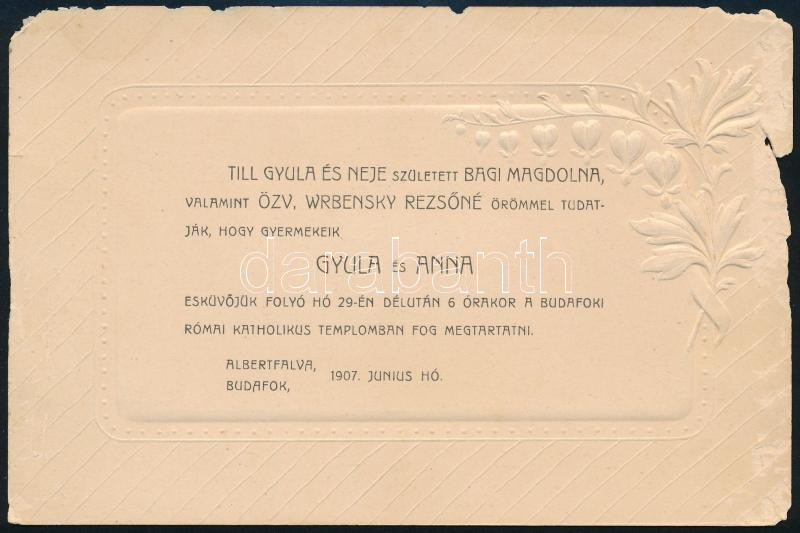 TILL GYULA ÉS NEJE SZÜLETETT BAGI MAGDOLNA,
VALAMINT ÖZV, WRBENSKY REZSŐNÉ ÖRÖMMEL TUDAT-
JÁK, HOGY GYERMEKEIK
GYULA ÉS ANNA
darabanth
ESKÜVŐJÜK FOLYÓ HÓ 29-ÉN DÉLUTÁN 6 ÓRAKOR A BUDAFOKI
RÓMAI KATHOLIKUS TEMPLOMBAN FOG MEGTARTATNI.
ALBERTFALVA,
BUDAFOK,
1907. JUNIUS HÓ.